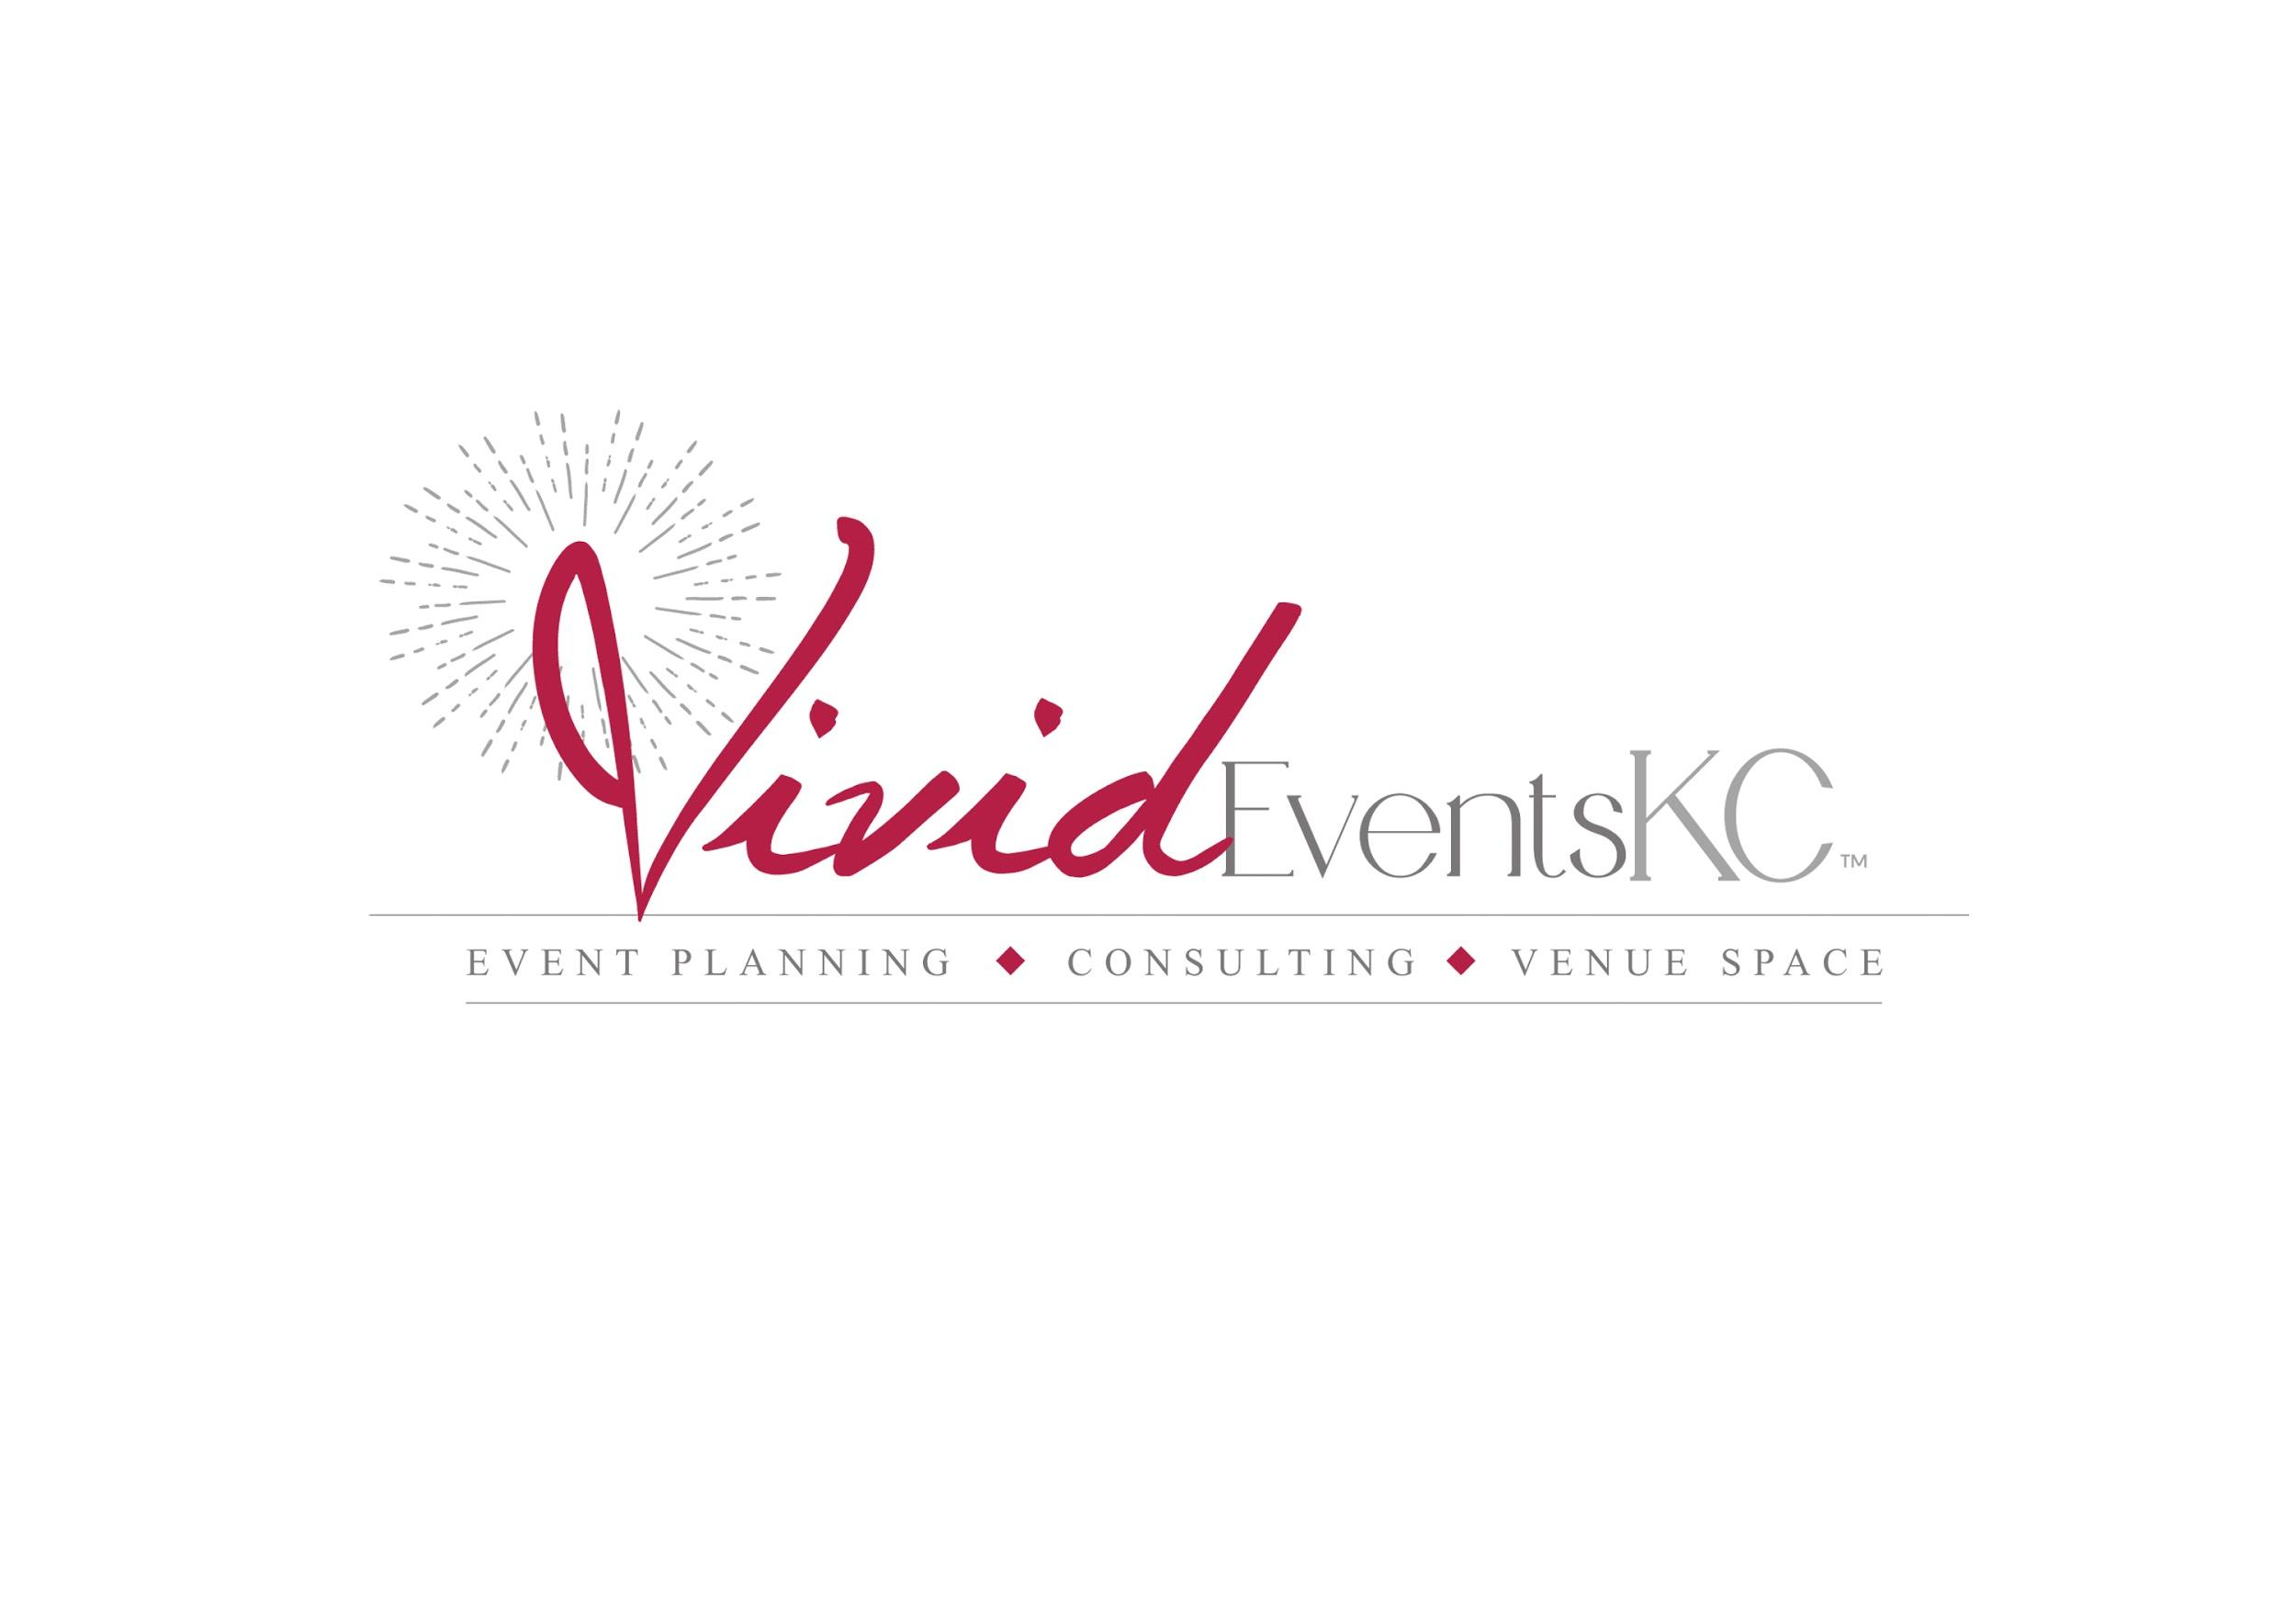 VividEventsKC™
EVENT PLANNING ◆ CONSULTING ◆ VENUE SPACE